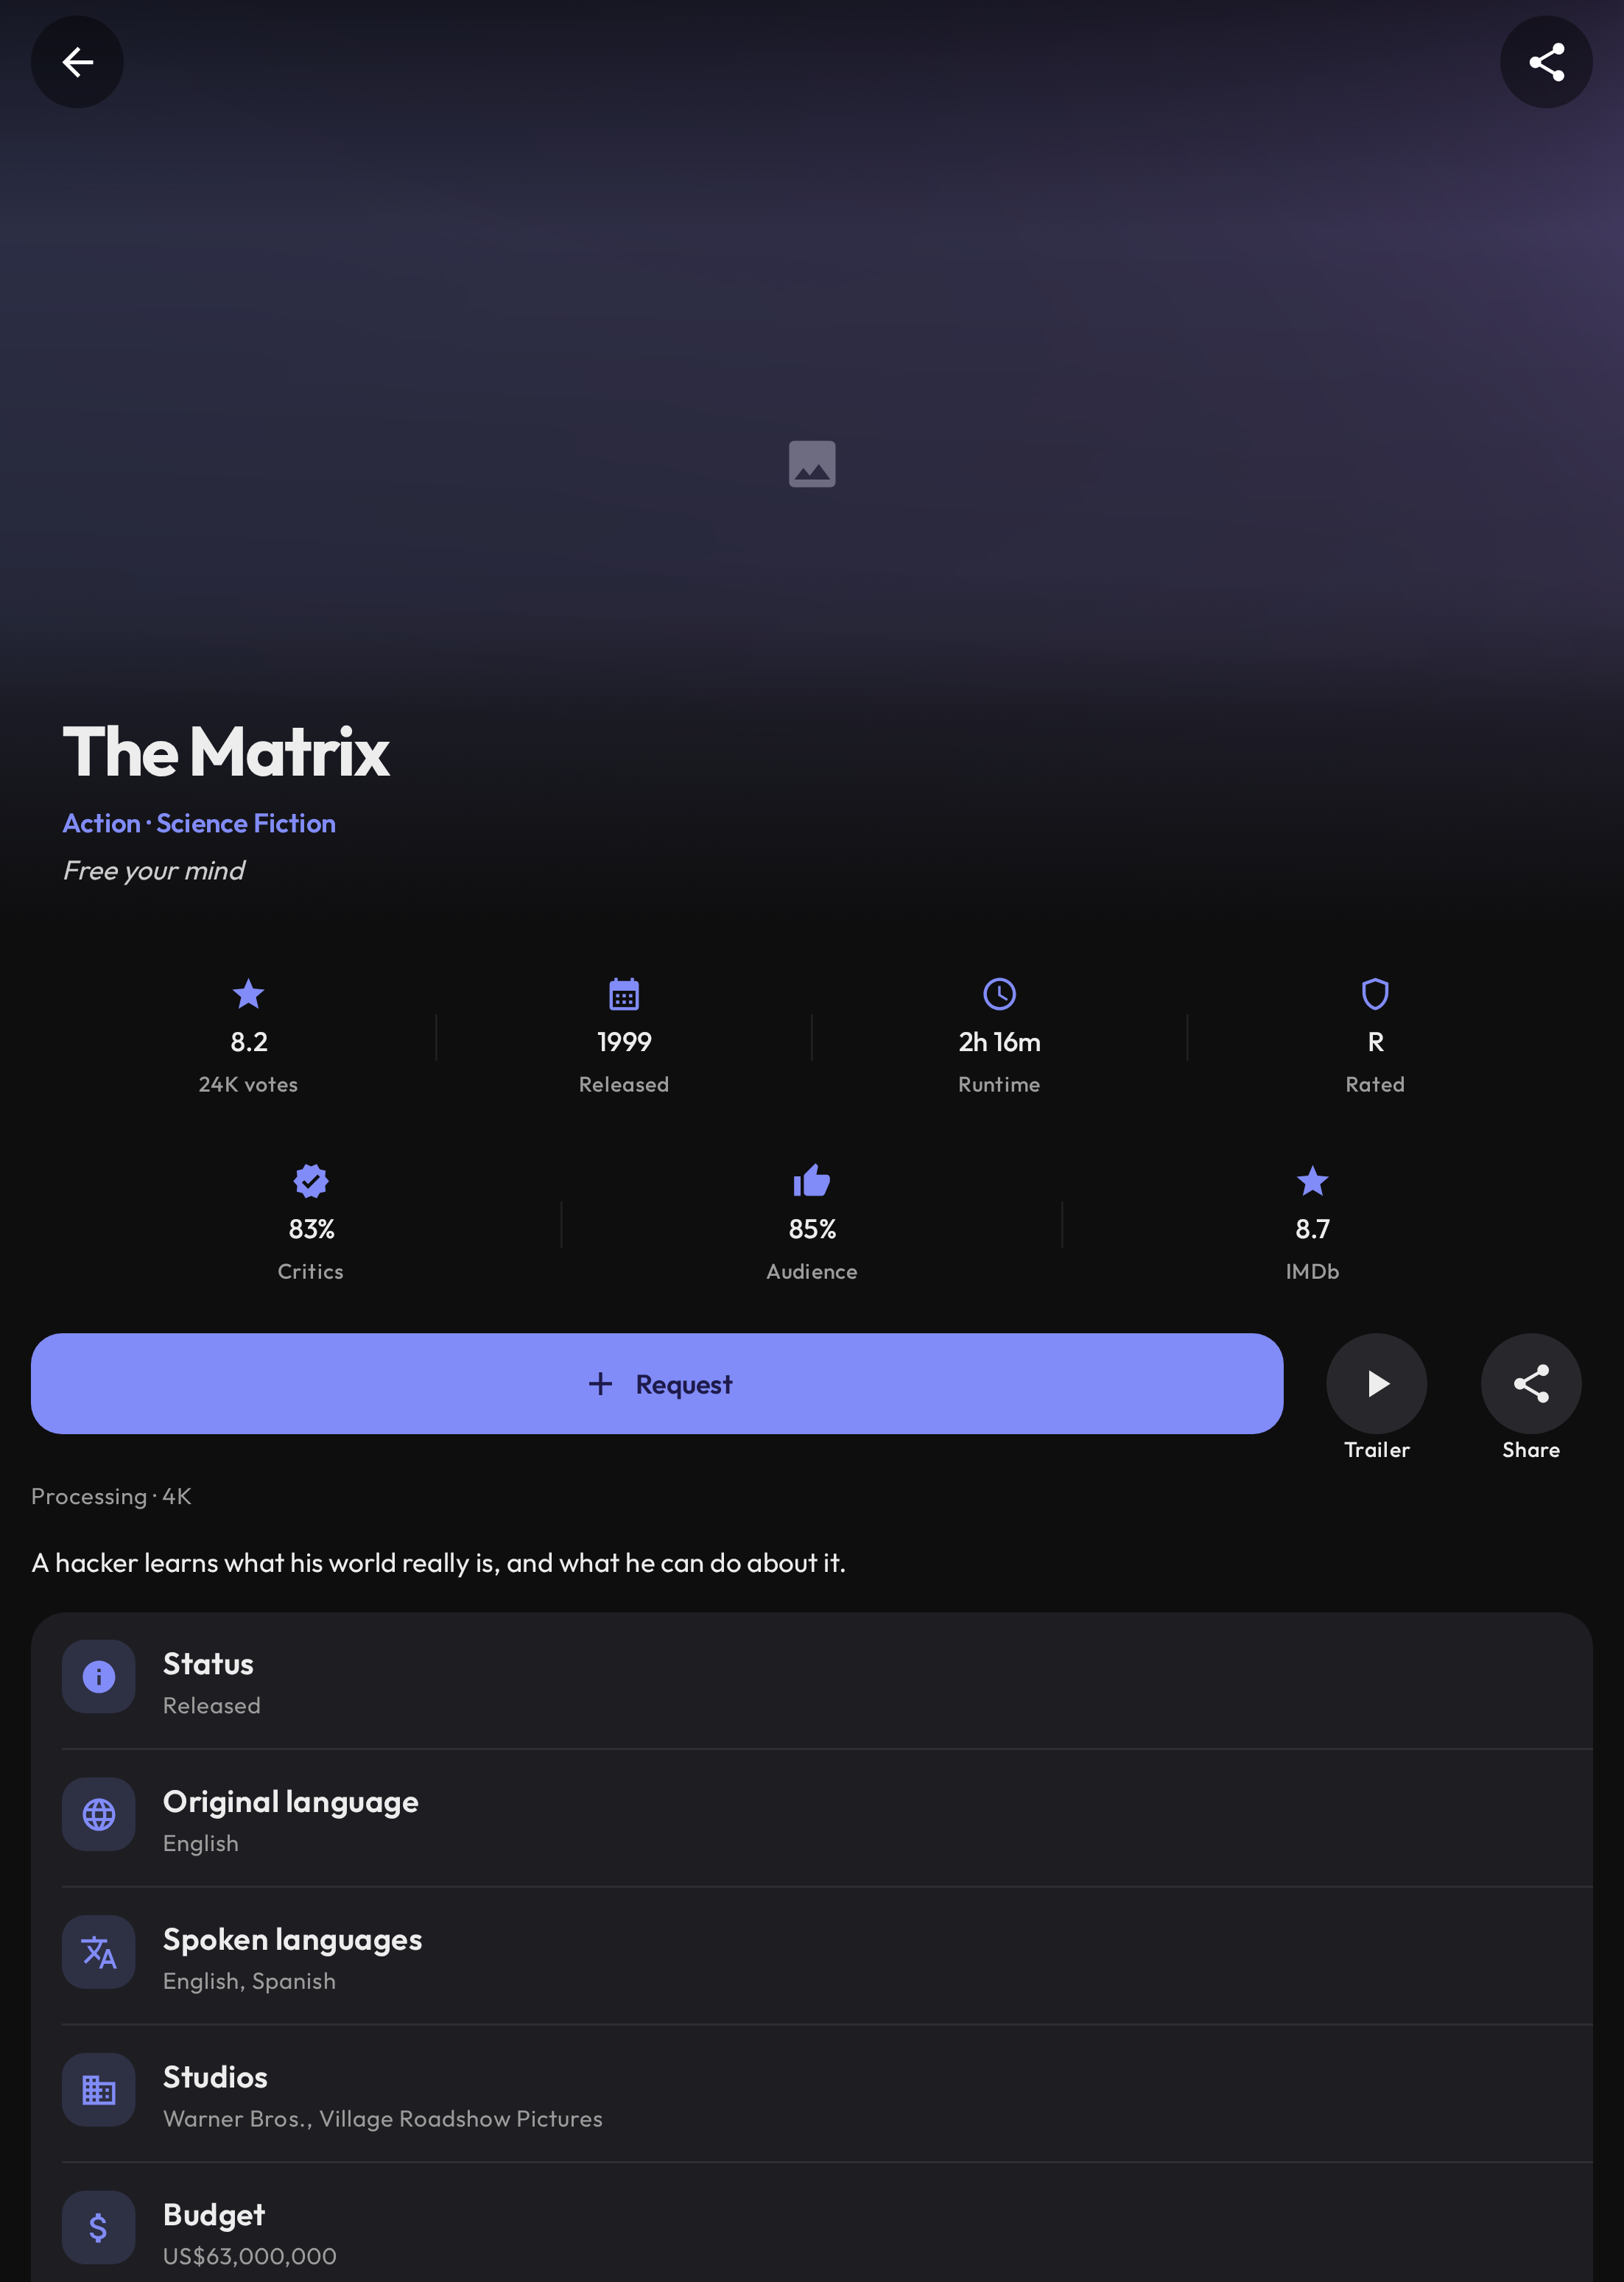 The Matrix
Action · Science Fiction
Free your mind
8.2
24K votes
1999
Released
2h 16m
Runtime
R
Rated
83%
Critics
85%
Audience
8.7
IMDb
Request
Trailer
Share
Processing · 4K
A hacker learns what his world really is, and what he can do about it.
Status
Released
Original language
English
Spoken languages
English, Spanish
Studios
Warner Bros., Village Roadshow Pictures
Budget
US$63,000,000